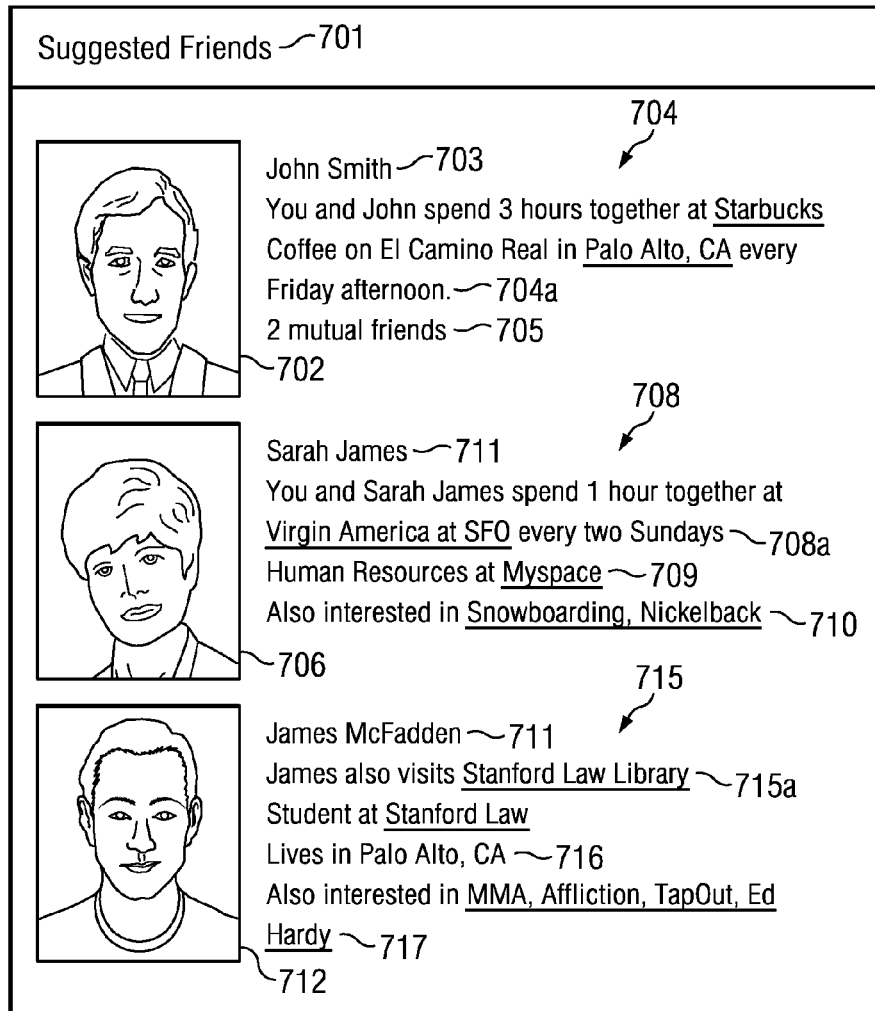 Suggested Friends 701
704
John Smith 703
You and John spend 3 hours together at Starbucks
Coffee on El Camino Real in Palo Alto, CA every
Friday afternoon. 704a
2 mutual friends 705
702
708
Sarah James 711
You and Sarah James spend 1 hour together at
Virgin America at SFO every two Sundays 708a
Human Resources at Myspace 709
Also interested in Snowboarding, Nickelback 710
706
715
James McFadden 711
James also visits Stanford Law Library 715a
Student at Stanford Law
Lives in Palo Alto, CA 716
Also interested in MMA, Affliction, TapOut, Ed
Hardy 717
712